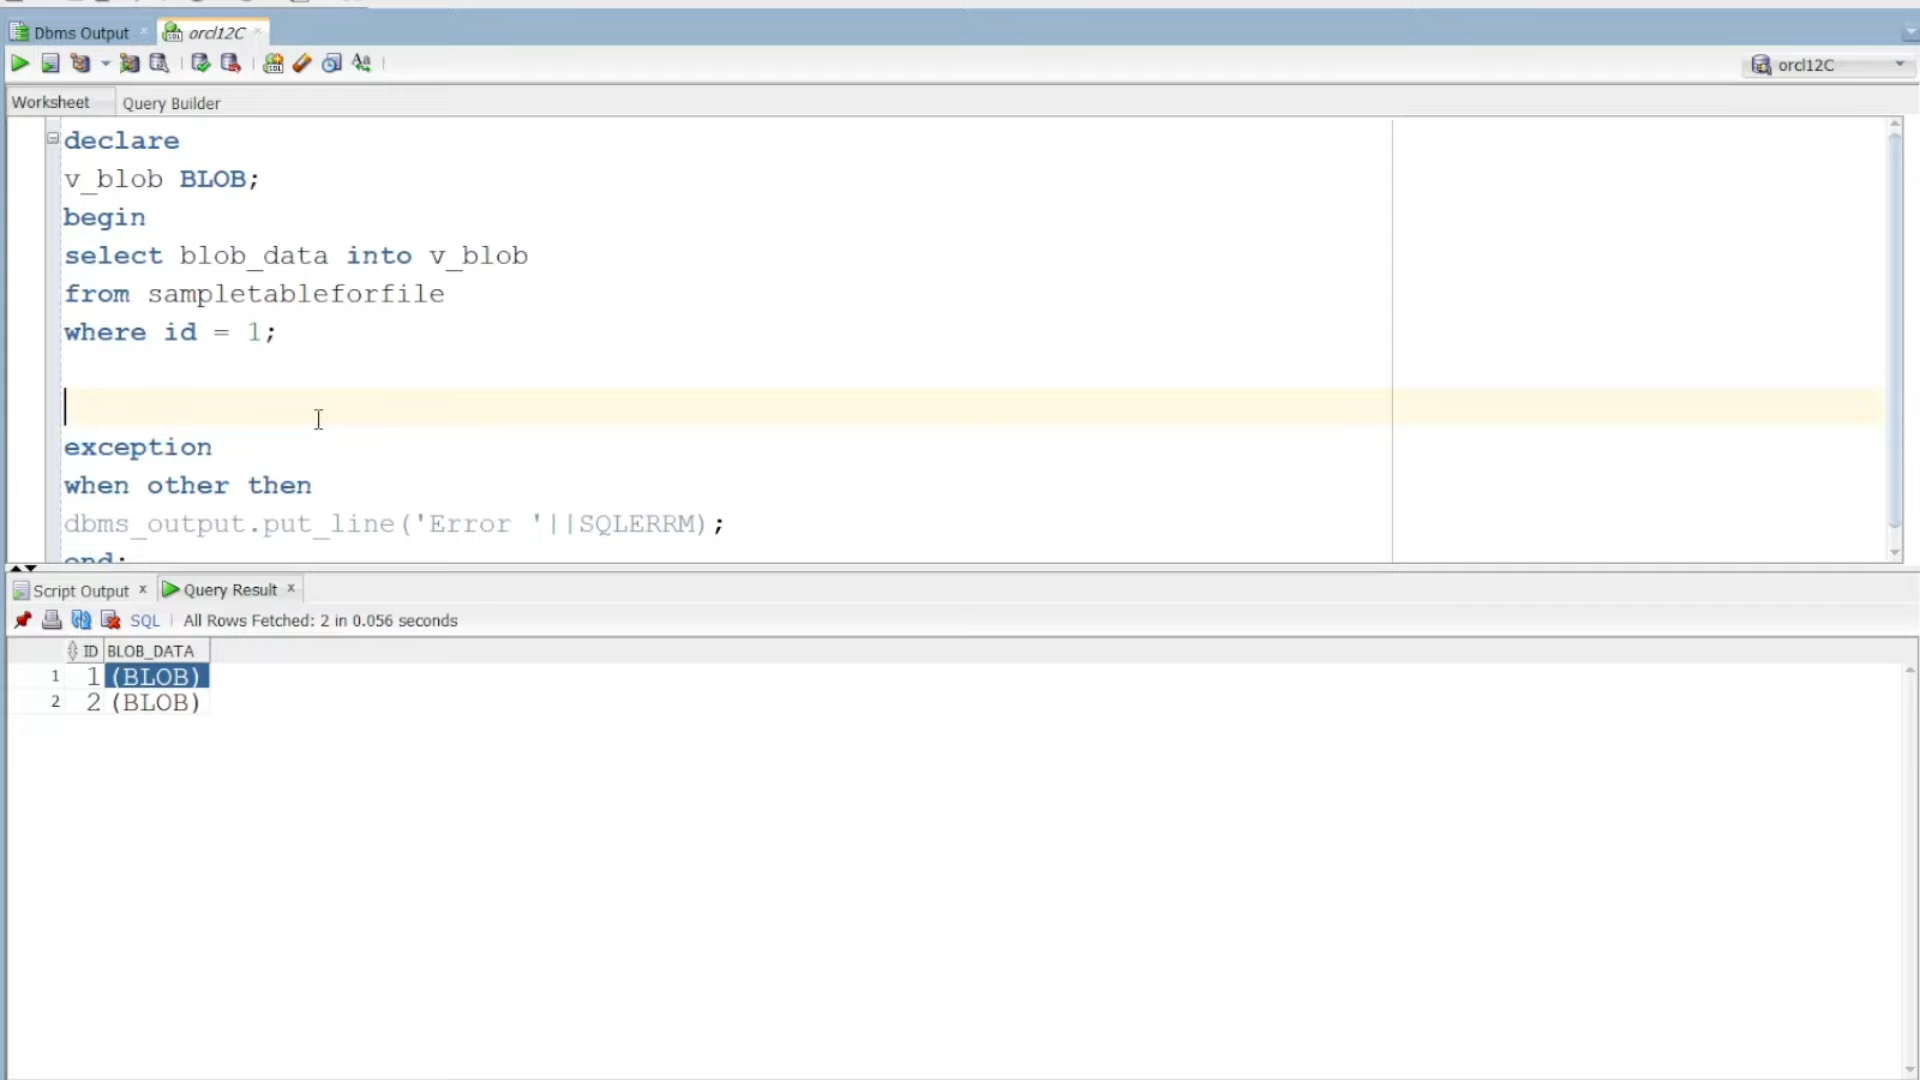 Dbms Output
orcl12C
orcl12C
Worksheet
Query Builder
declare
v_blob BLOB;
begin
select blob_data into v_blob
from sampletableforfile
where id = 1;
exception
when other then
dbms_output.put_line('Error '||SQLERRM);
end;
Script Output
Query Result
SQL
All Rows Fetched: 2 in 0.056 seconds
ID BLOB_DATA
1 1 (BLOB)
2 2 (BLOB)